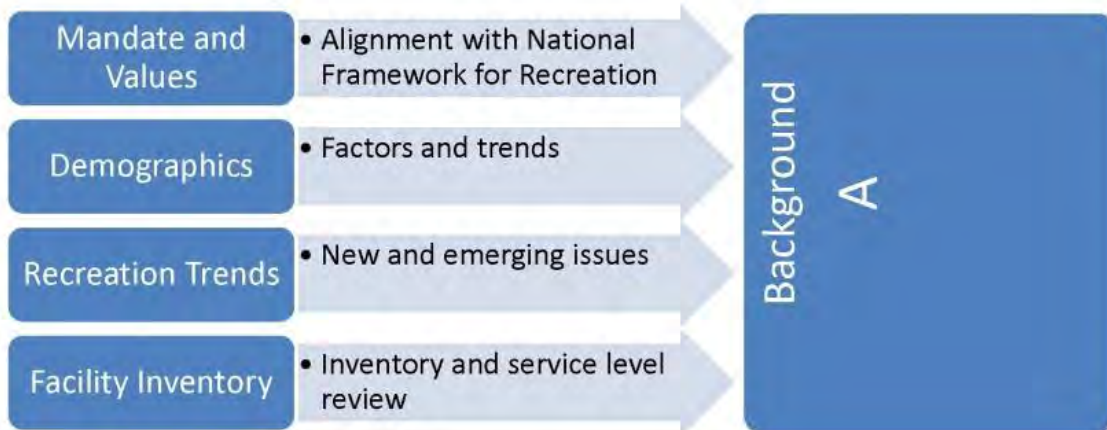 Mandate and
Values
• Alignment with National
Framework for Recreation
Demographics
• Factors and trends
Recreation Trends
• New and emerging issues
Facility Inventory
• Inventory and service level
review
Background
A